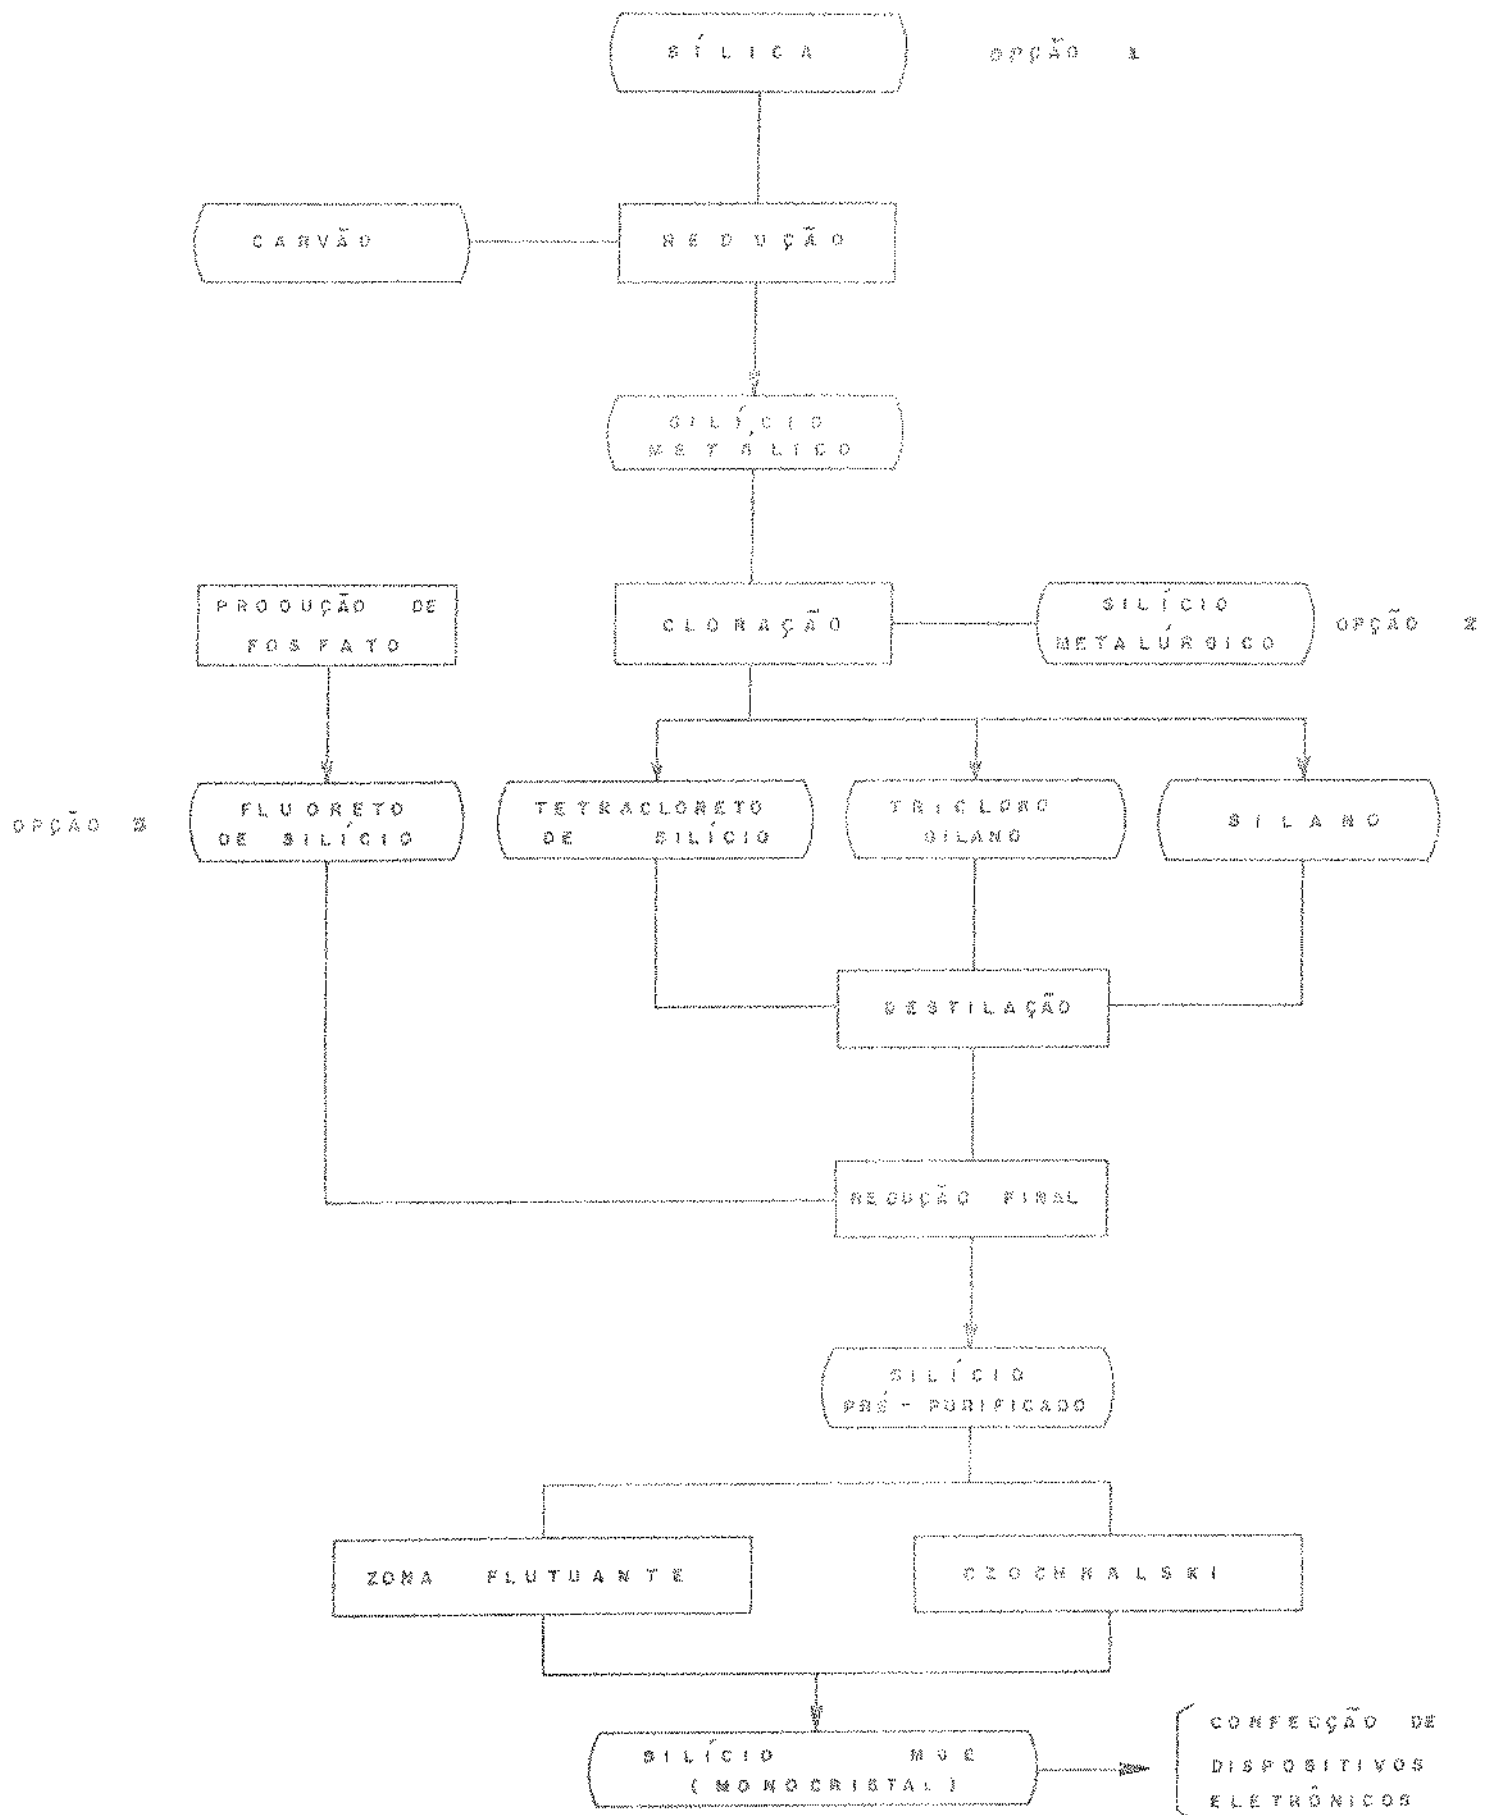 SÍLICA
OPÇÃO 1
CARVÃO
REDUÇÃO
SILÍCIO
METÁLICO
PRODUÇÃO DE
FOSFATO
CLORAÇÃO
SILÍCIO
METALÚRGICO
OPÇÃO 2
OPÇÃO 3
FLUORETO
DE SILÍCIO
TETRACLORETO
DE SILÍCIO
TRICLORO
SILANO
SILANO
DESTILAÇÃO
REDUÇÃO FINAL
SILÍCIO
PRÉ-PURIFICADO
ZONA FLUTUANTE
CZOCHRALSKI
SILÍCIO MGE
(MONOCRISTAL)
CONFECÇÃO DE
DISPOSITIVOS
ELETRÔNICOS